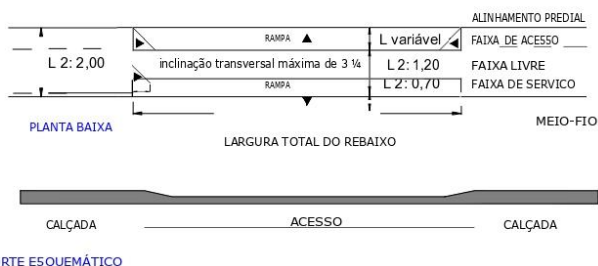 ALINHAMENTO PREDIAL
RAMPA
L variável
FAIXA DE ACE5O
L 2: 2,00
inclinação transversal máxima de 3 ¼
L 2: 1,20
FAIXA LIVRE
RAMPA
L 2: 0,70
FAIXA DE SERVICO
PLANTA BAIXA
MEIO-FIO
LARGURA TOTAL DO REBAIXO
CALÇADA
ACESSO
CALÇADA
RTE ESQUEMÁTICO